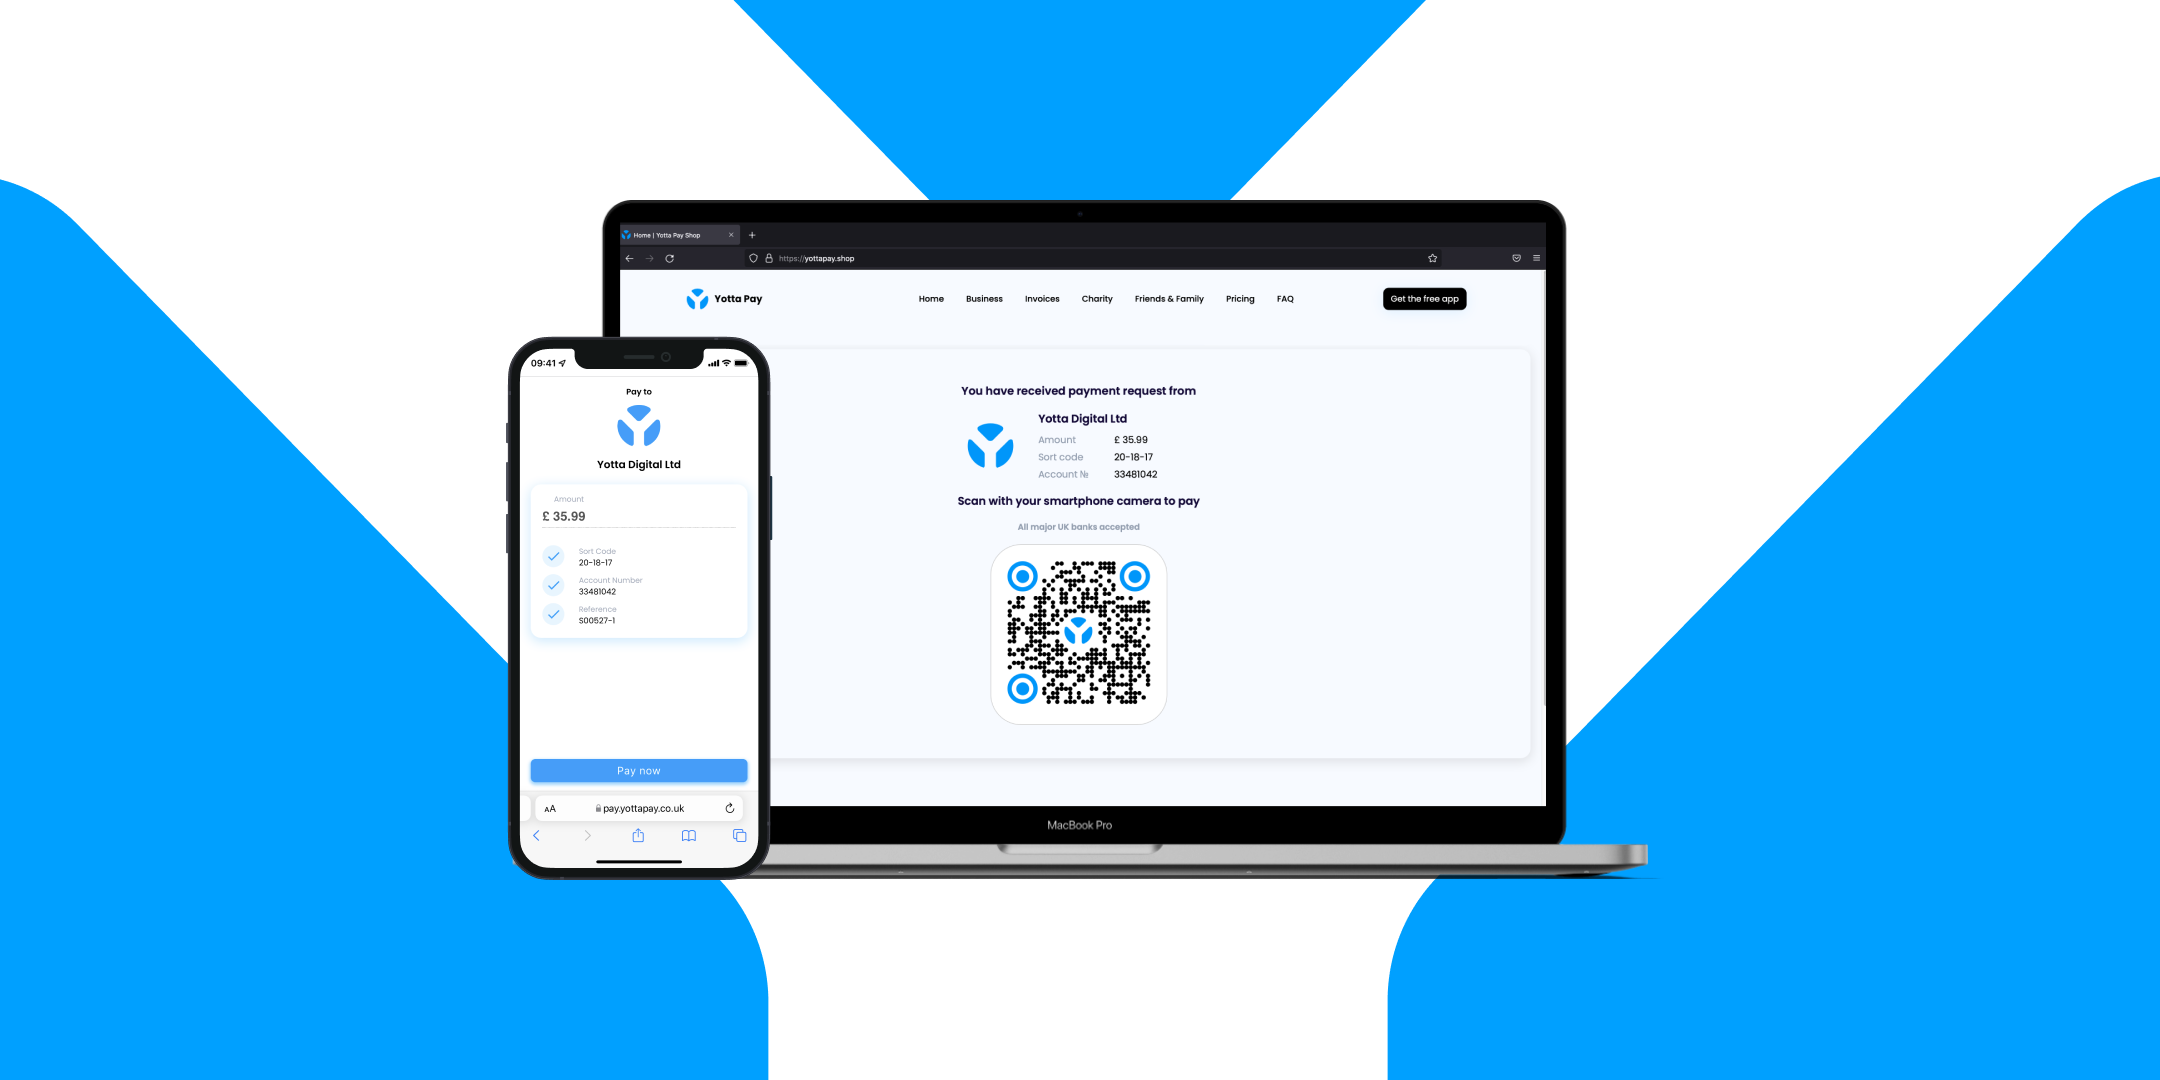 Home | Yotta Pay Shop
https://yottapay.shop
Yotta Pay
Home Business Invoices Charity Friends & Family Pricing FAQ
Get the free app
You have received payment request from
Yotta Digital Ltd
Amount £ 35.99
Sort code 20-18-17
Account № 33481042
Scan with your smartphone camera to pay
All major UK banks accepted
MacBook Pro
09:41
Pay to
Yotta Digital Ltd
Amount
£ 35.99
Sort Code
20-18-17
Account Number
33481042
Reference
S00527-1
Pay now
AA pay.yottapay.co.uk